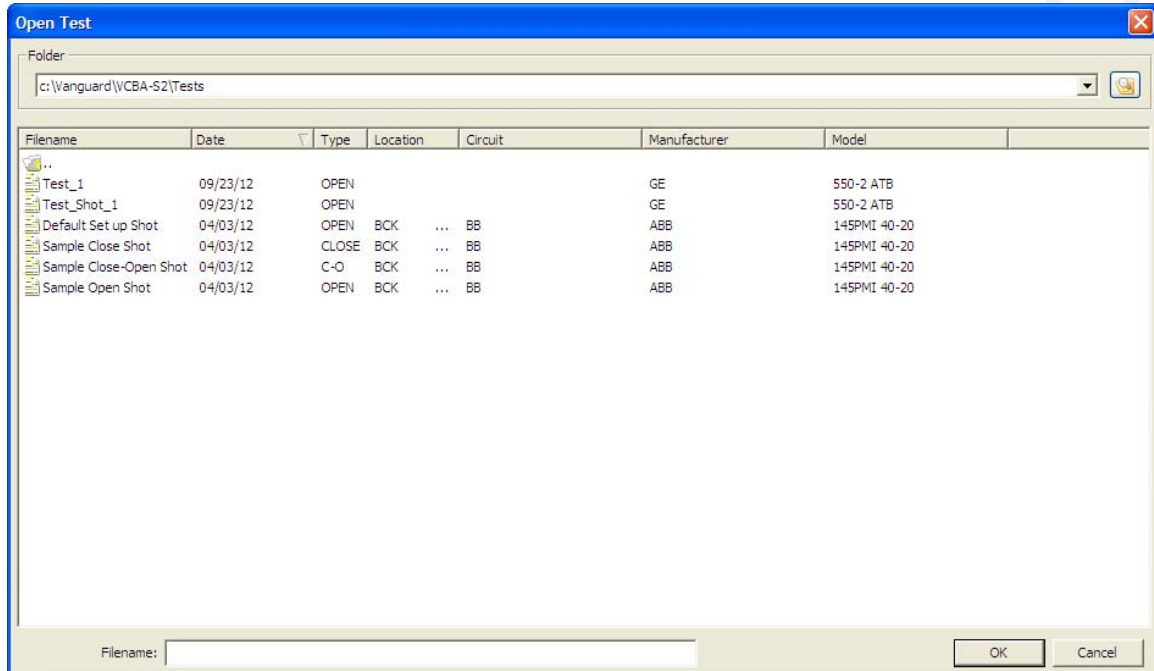 Open Test
Folder
c:\Vanguard\VCBA-S2\Tests
Filename Date Type Location Circuit Manufacturer Model
..
Test_1 09/23/12 OPEN GE 550-2 ATB
Test_Shot_1 09/23/12 OPEN GE 550-2 ATB
Default Set up Shot 04/03/12 OPEN BCK ... BB ABB 145PMI 40-20
Sample Close Shot 04/03/12 CLOSE BCK ... BB ABB 145PMI 40-20
Sample Close-Open Shot 04/03/12 C-O BCK ... BB ABB 145PMI 40-20
Sample Open Shot 04/03/12 OPEN BCK ... BB ABB 145PMI 40-20
Filename: OK Cancel